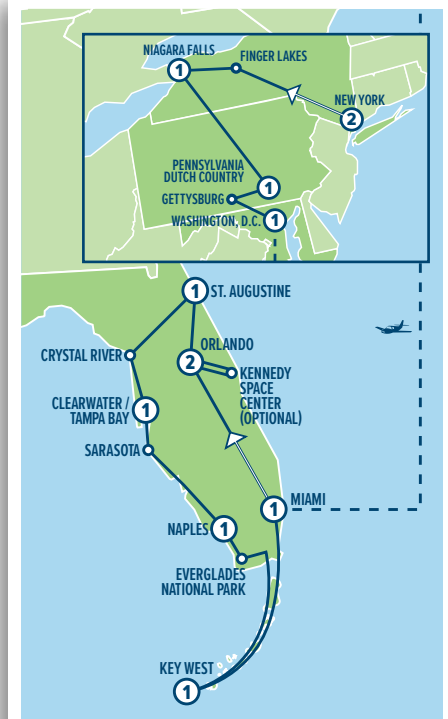 NIAGARA FALLS
1
FINGER LAKES
NEW YORK
2
PENNSYLVANIA
DUTCH COUNTRY
1
GETTYSBURG
WASHINGTON, D.C.
1
1
ST. AUGUSTINE
ORLANDO
2
CRYSTAL RIVER
KENNEDY
SPACE
CENTER
(OPTIONAL)
CLEARWATER /
TAMPA BAY
1
SARASOTA
MIAMI
1
NAPLES
1
EVERGLADES
NATIONAL PARK
KEY WEST
1